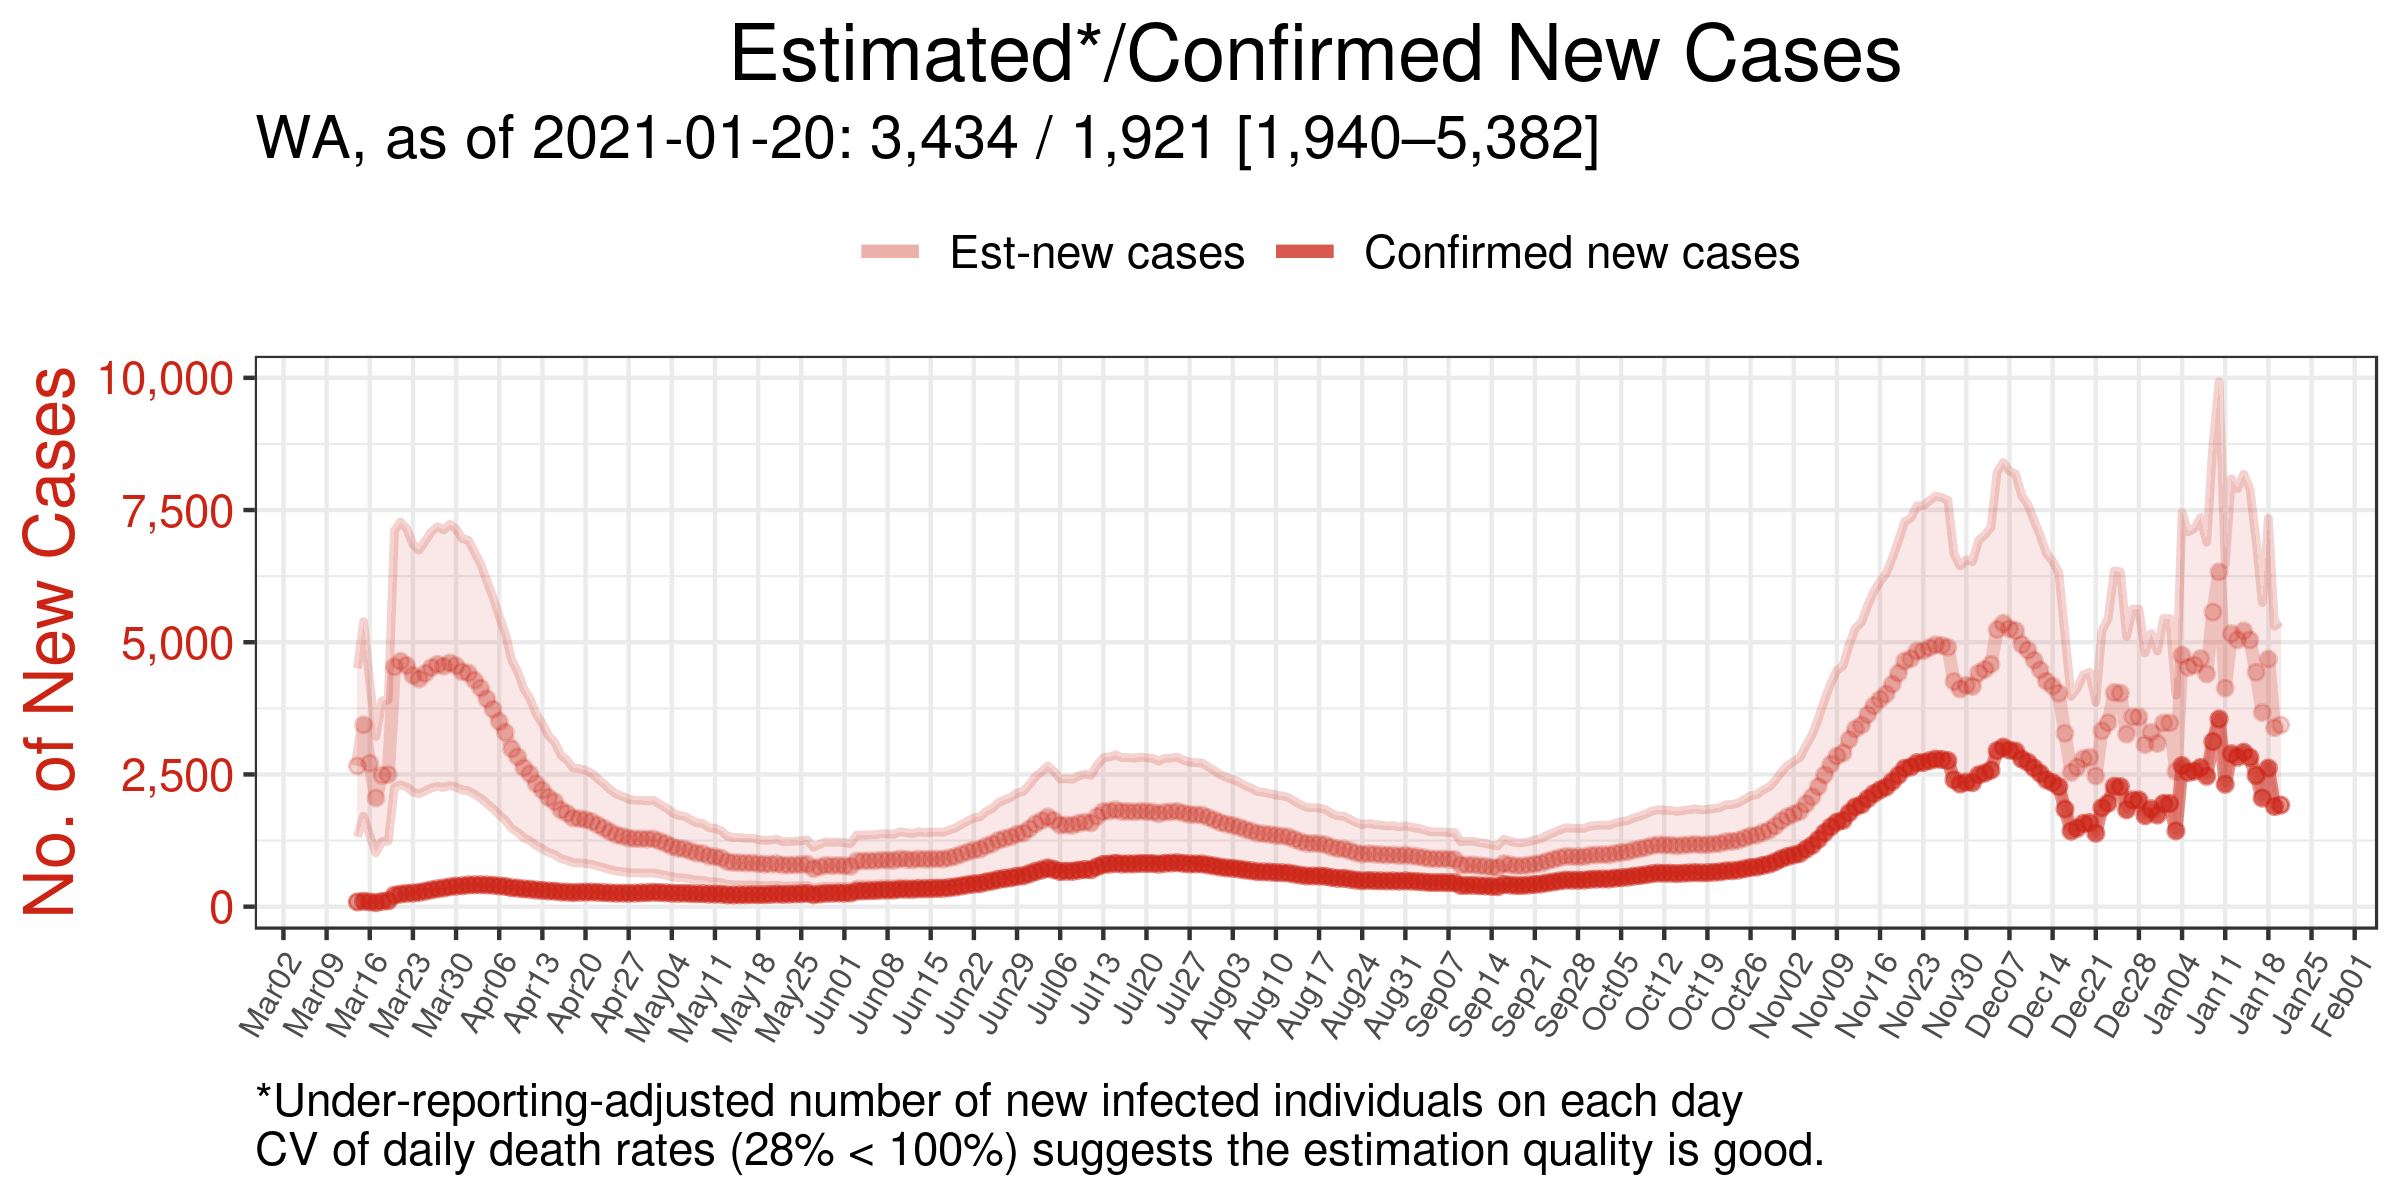 Estimated*/Confirmed New Cases
WA, as of 2021-01-20: 3,434 / 1,921 [1,940–5,382]
Est-new cases
Confirmed new cases
No. of New Cases
10,000
7,500
5,000
2,500
0
Mar02
Mar09
Mar16
Mar23
Mar30
Apr06
Apr13
Apr20
Apr27
May04
May11
May18
May25
Jun01
Jun08
Jun15
Jun22
Jun29
Jul06
Jul13
Jul20
Jul27
Aug03
Aug10
Aug17
Aug24
Aug31
Sep07
Sep14
Sep21
Sep28
Oct05
Oct12
Oct19
Oct26
Nov02
Nov09
Nov16
Nov23
Nov30
Dec07
Dec14
Dec21
Dec28
Jan04
Jan11
Jan18
Jan25
Feb01
*Under-reporting-adjusted number of new infected individuals on each day
CV of daily death rates (28% < 100%) suggests the estimation quality is good.